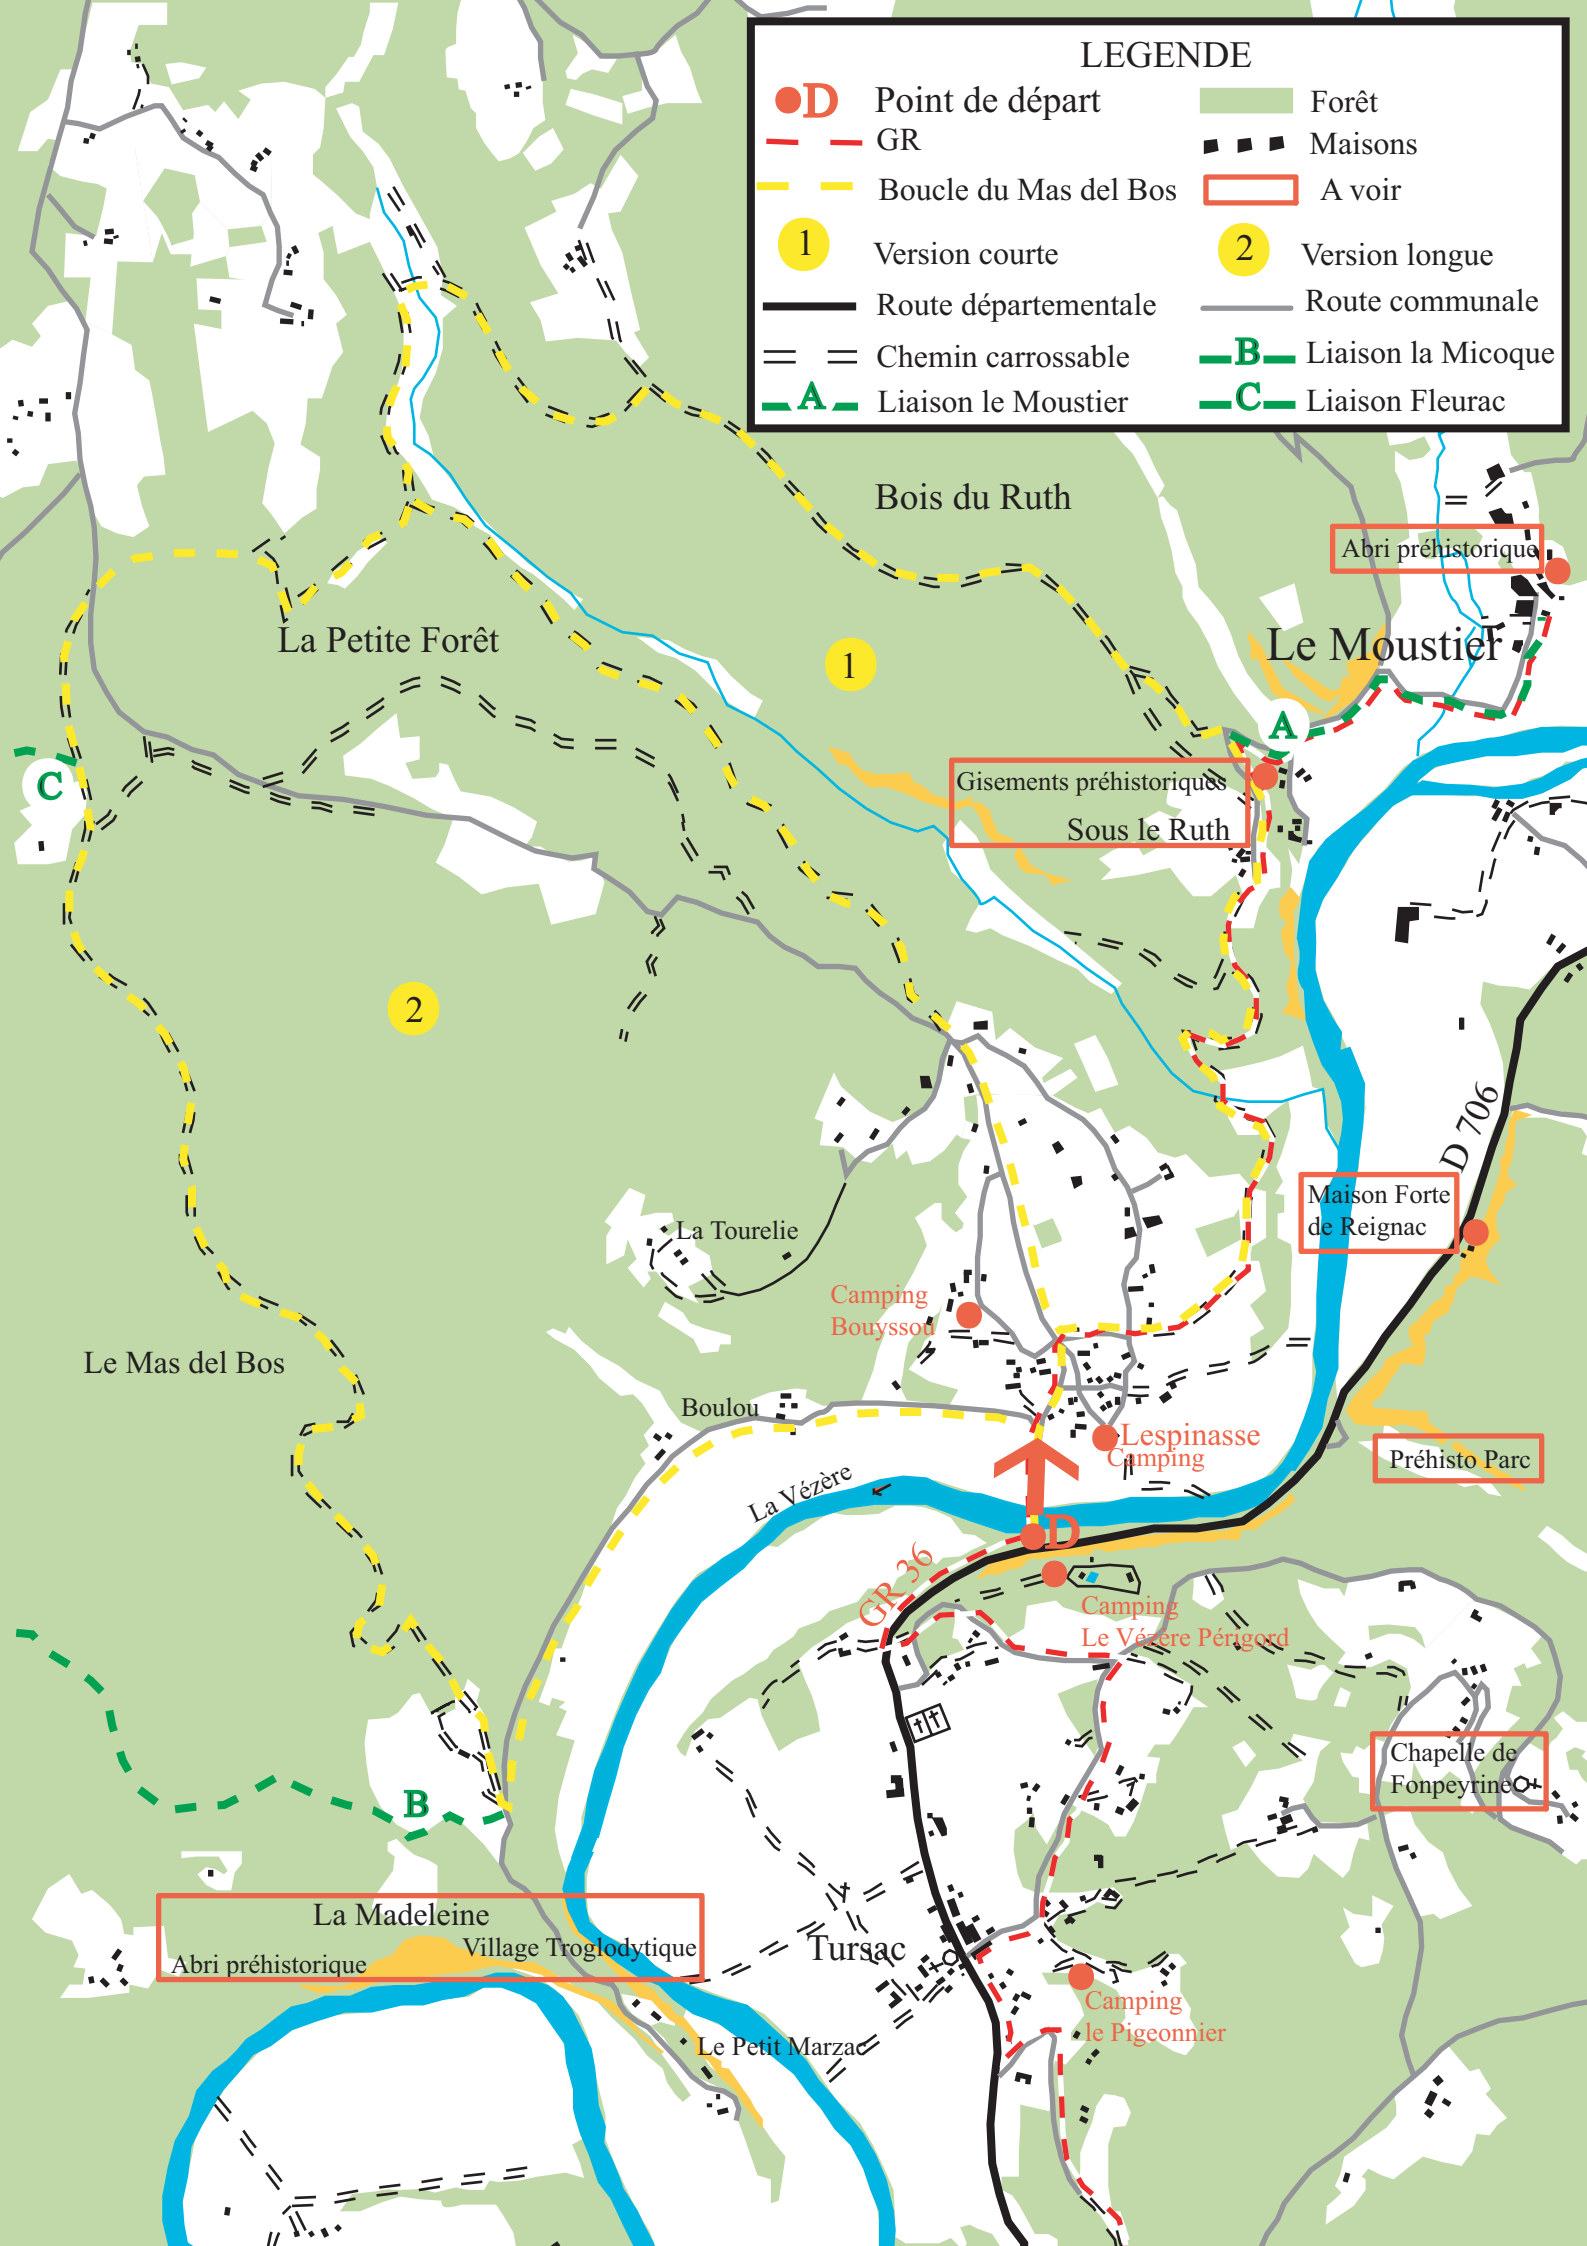 LEGENDE
D Point de départ
Forêt
GR
Maisons
Boucle du Mas del Bos
A voir
1 Version courte
2 Version longue
Route départementale
Route communale
Chemin carrossable
B Liaison la Micoque
A Liaison le Moustier
C Liaison Fleurac
Bois du Ruth
Abri préhistorique
La Petite Forêt
1
Le Moustier
A
C
Gisements préhistoriques
Sous le Ruth
2
D 706
Maison Forte
de Reignac
La Tourelie
Camping
Bouyssou
Le Mas del Bos
Boulou
Lespinasse
Camping
Préhisto Parc
La Vézère
D
GR 36
Camping
Le Vézère Périgord
Chapelle de
Fonpeyrine
B
La Madeleine
Village Troglodytique
Abri préhistorique
Tursac
Camping
le Pigeonnier
Le Petit Marzac